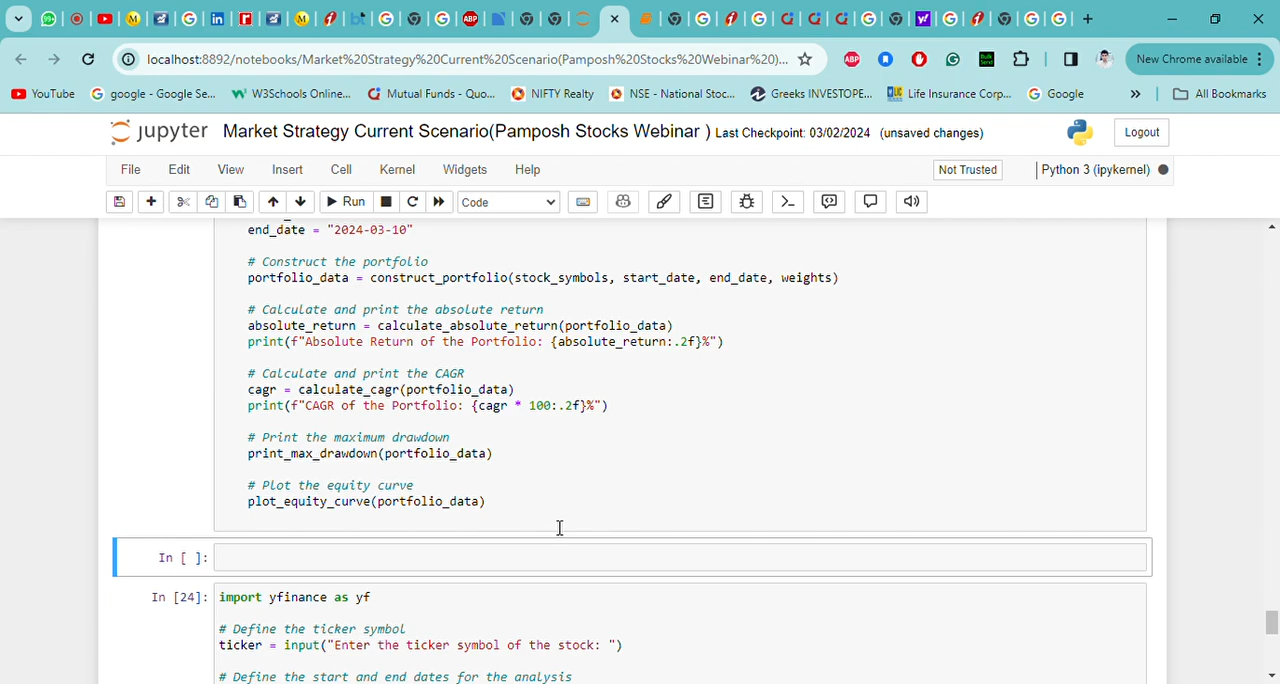 localhost:8892/notebooks/Market%20Strategy%20Current%20Scenario(Pamposh%20Stocks%20Webinar%20)...
New Chrome available
YouTube
google - Google Se...
W3Schools Online...
Mutual Funds - Quo...
NIFTY Realty
NSE - National Stoc...
Greeks INVESTOPE...
Life Insurance Corp...
Google
All Bookmarks
jupyter Market Strategy Current Scenario(Pamposh Stocks Webinar ) Last Checkpoint: 03/02/2024 (unsaved changes)
Logout
File Edit View Insert Cell Kernel Widgets Help
Not Trusted
Python 3 (ipykernel)
Run
Code
end_date = "2024-03-10"
# Construct the portfolio
portfolio_data = construct_portfolio(stock_symbols, start_date, end_date, weights)
# Calculate and print the absolute return
absolute_return = calculate_absolute_return(portfolio_data)
print(f"Absolute Return of the Portfolio: {absolute_return:.2f}%")
# Calculate and print the CAGR
cagr = calculate_cagr(portfolio_data)
print(f"CAGR of the Portfolio: {cagr * 100:.2f}%")
# Print the maximum drawdown
print_max_drawdown(portfolio_data)
# Plot the equity curve
plot_equity_curve(portfolio_data)
In [ ]:
In [24]: import yfinance as yf
# Define the ticker symbol
ticker = input("Enter the ticker symbol of the stock: ")
# Define the start and end dates for the analysis